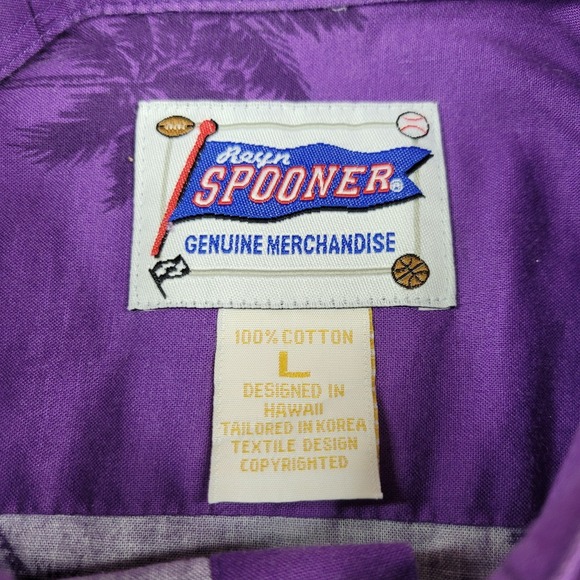 Reyn
SPOONER®
GENUINE MERCHANDISE
100% COTTON
L
DESIGNED IN
HAWAII
TAILORED IN KOREA
TEXTILE DESIGN
COPYRIGHTED